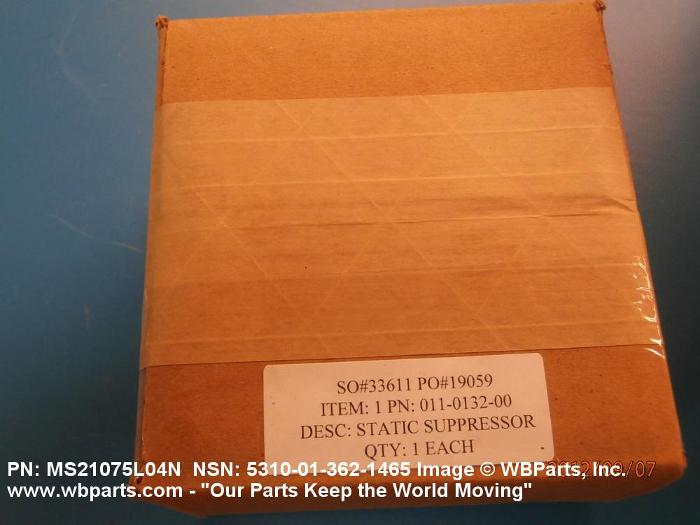 SO#33611 PO#19059
ITEM: 1 PN: 011-0132-00
DESC: STATIC SUPPRESSOR
QTY: 1 EACH
PN: MS21075L04N NSN: 5310-01-362-1465 Image © WBParts, Inc.
www.wbparts.com - "Our Parts Keep the World Moving"